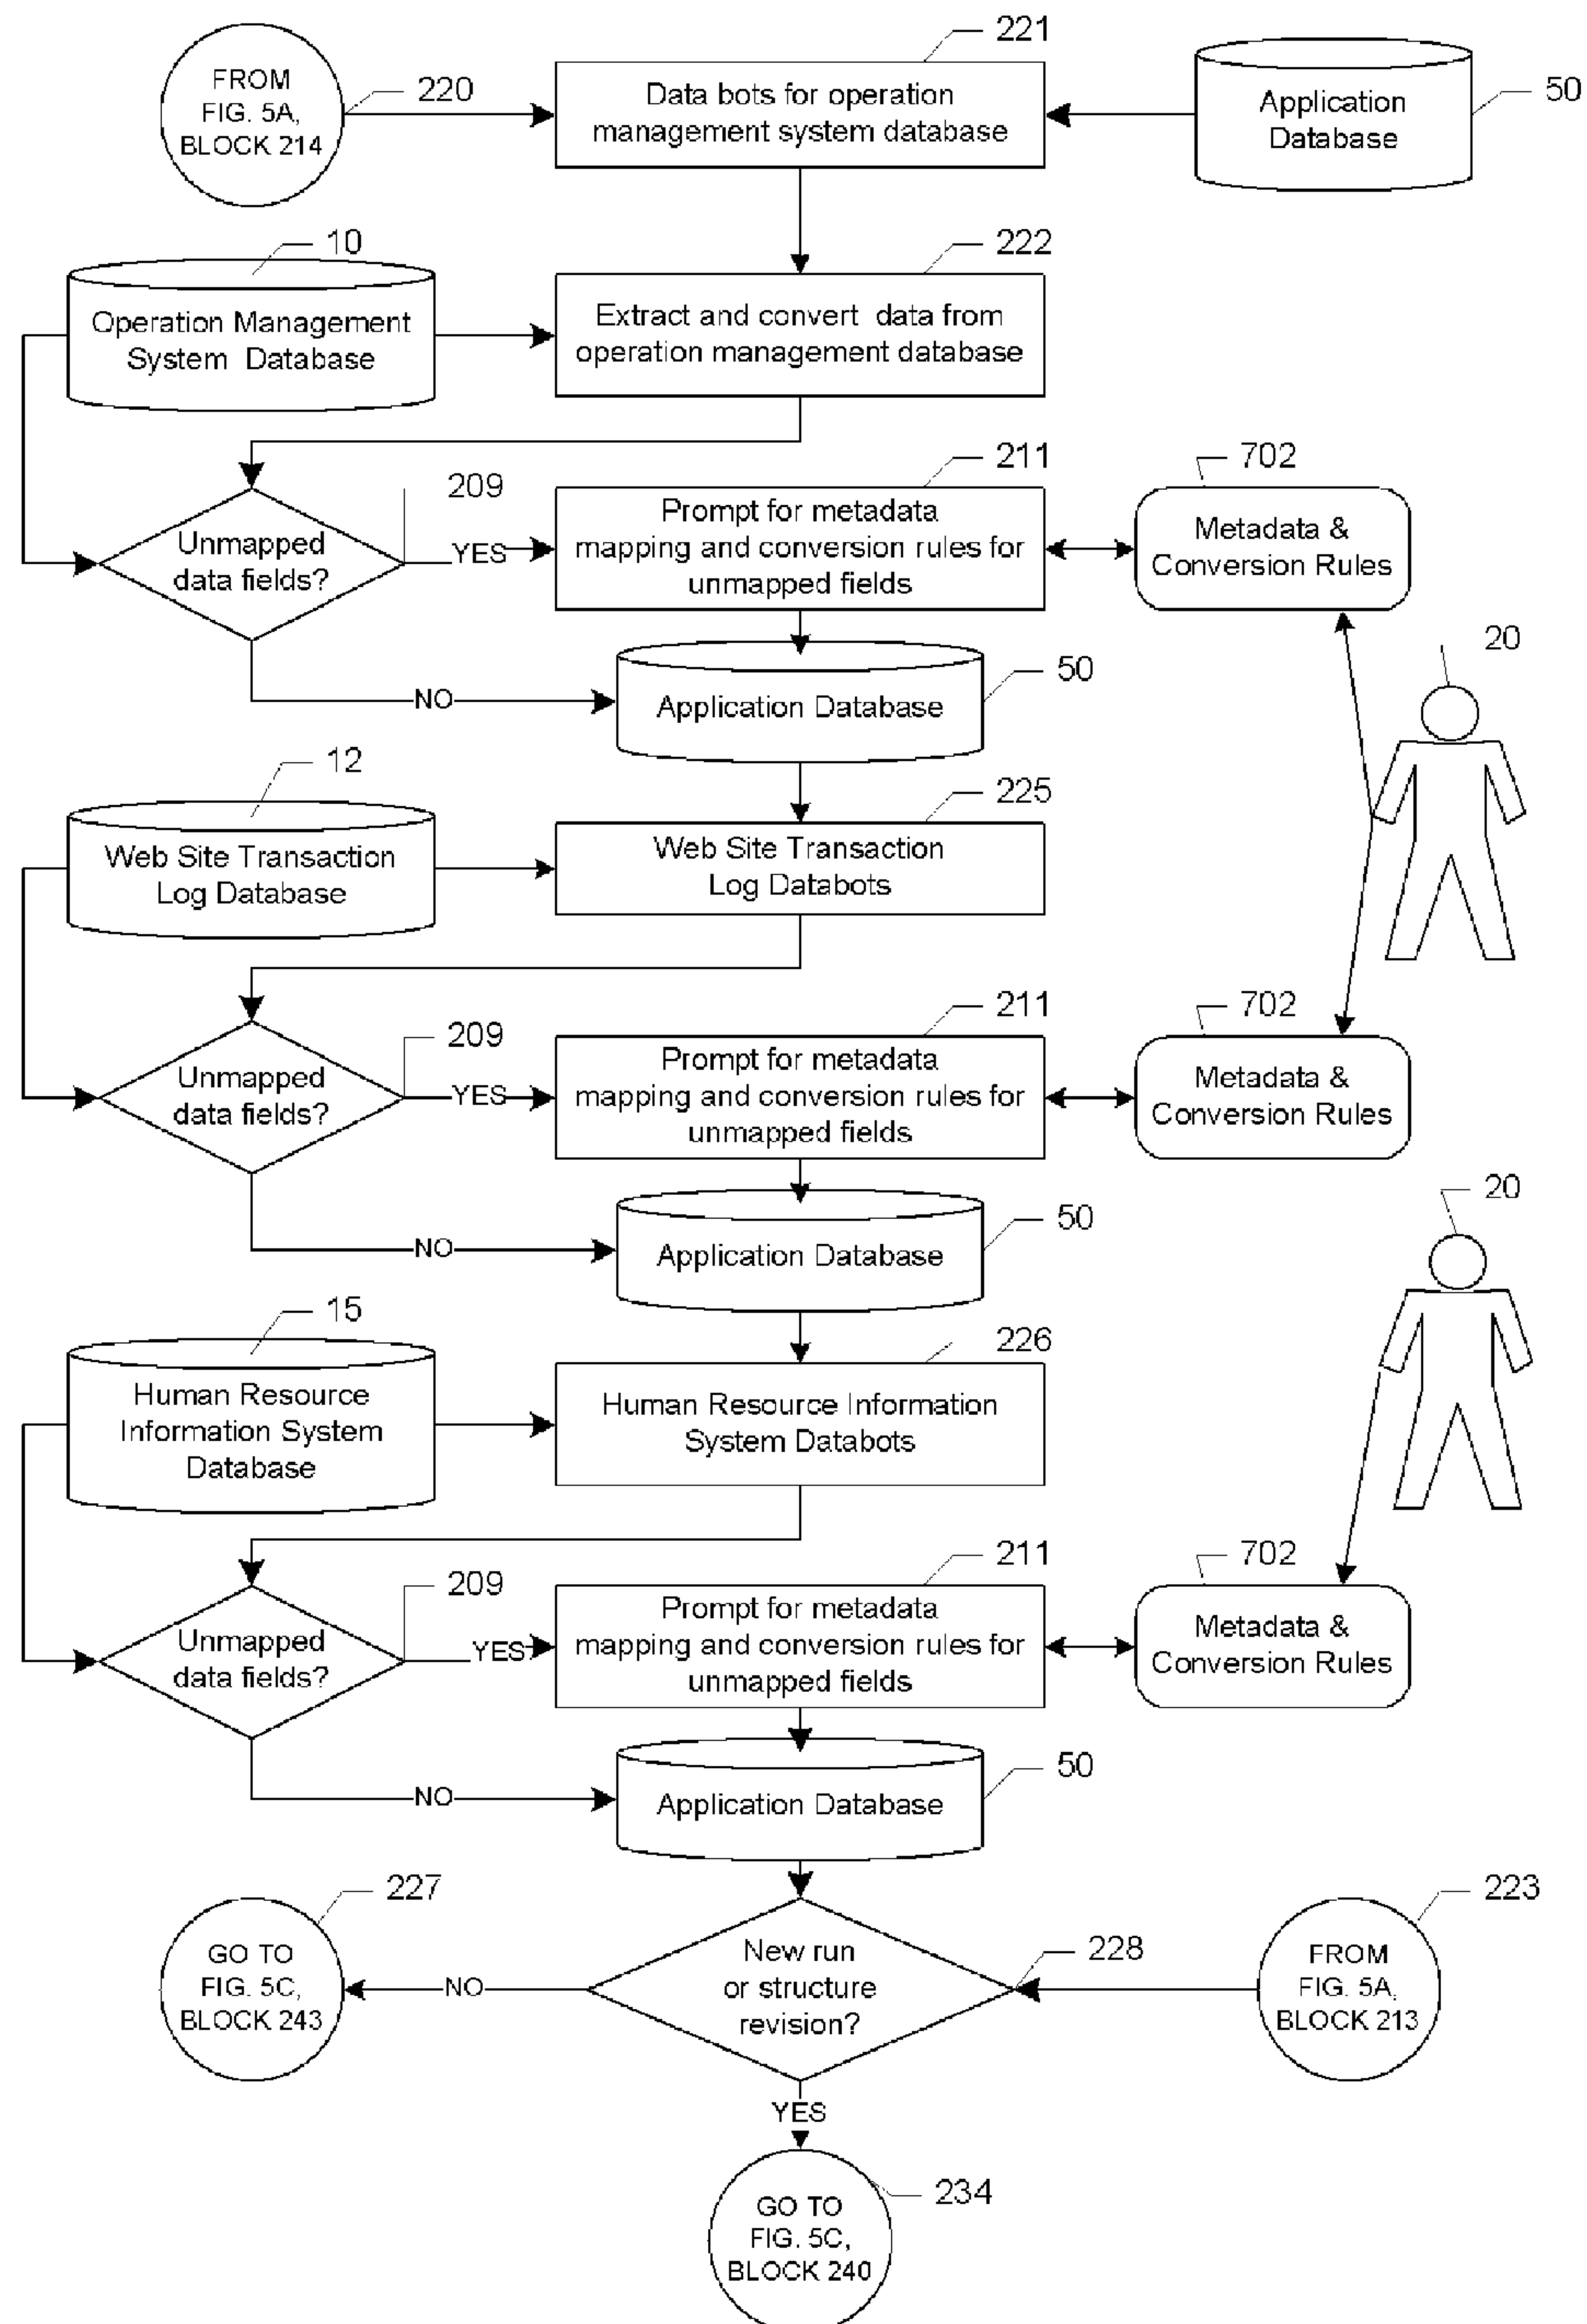 221
FROM
FIG. 5A,
BLOCK 214
220
Data bots for operation
management system database
Application
Database
50
10
222
Operation Management
System Database
Extract and convert data from
operation management database
209
211
702
Unmapped
data fields?
YES
Prompt for metadata
mapping and conversion rules for
unmapped fields
Metadata &
Conversion Rules
20
NO
Application Database
50
12
225
Web Site Transaction
Log Database
Web Site Transaction
Log Databots
209
211
702
Unmapped
data fields?
YES
Prompt for metadata
mapping and conversion rules for
unmapped fields
Metadata &
Conversion Rules
20
NO
Application Database
50
15
226
Human Resource
Information System
Database
Human Resource Information
System Databots
209
211
702
Unmapped
data fields?
YES
Prompt for metadata
mapping and conversion rules for
unmapped fields
Metadata &
Conversion Rules
NO
Application Database
50
227
223
GO TO
FIG. 5C,
BLOCK 243
NO
New run
or structure
revision?
228
FROM
FIG. 5A,
BLOCK 213
YES
234
GO TO
FIG. 5C,
BLOCK 240